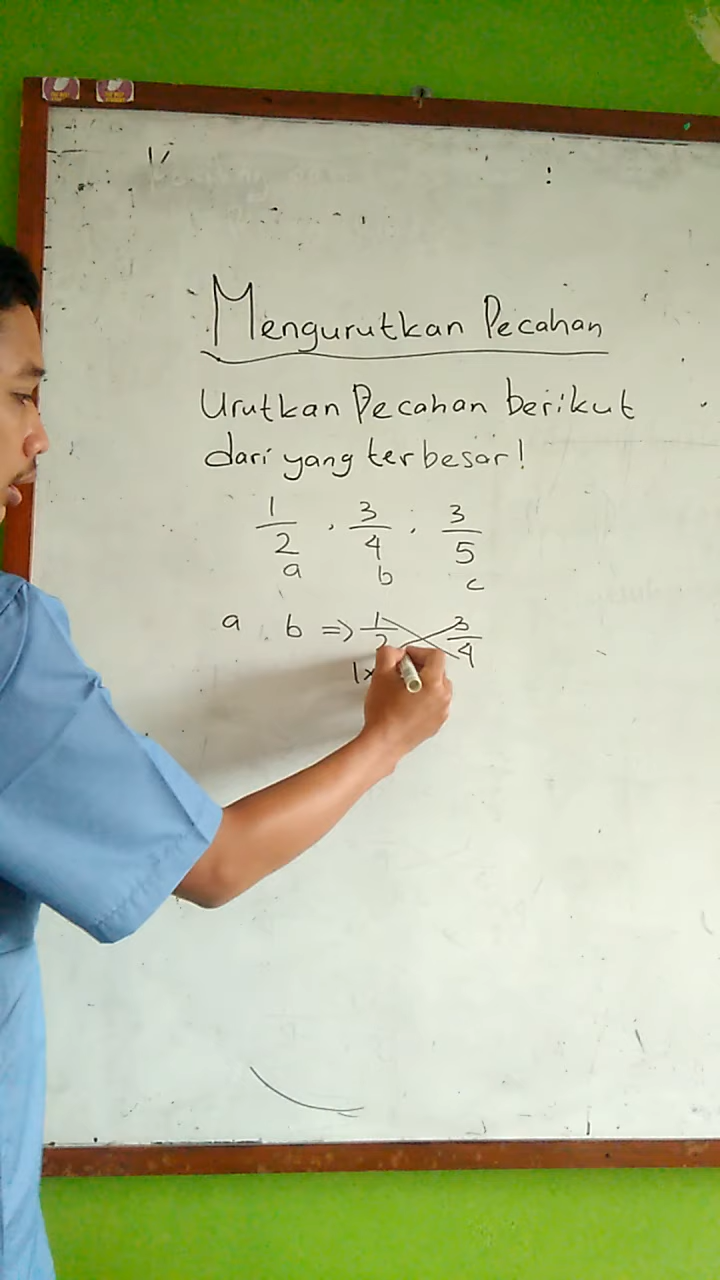 Mengurutkan Pecahan
Urutkan Pecahan berikut
dari yang terbesar!
1/2 , 3/4 , 3/5
a b c
a , b => 1/2 3/4
1x